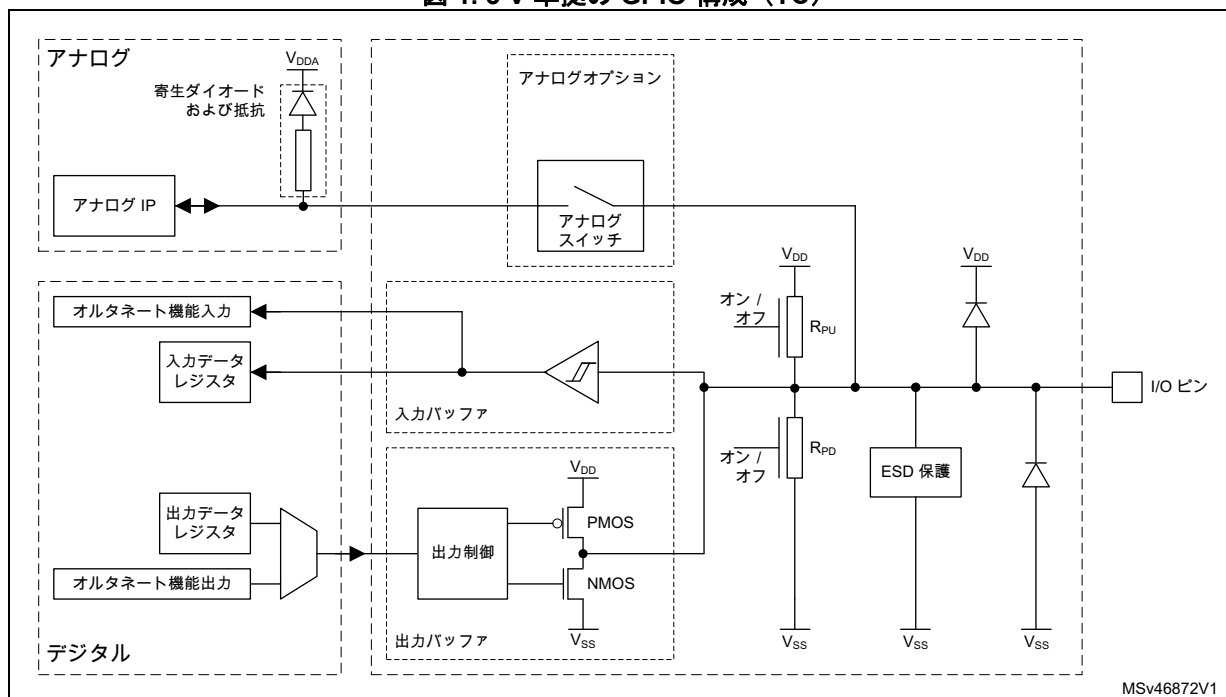 アナログ
VDDA
寄生ダイオード
および抵抗
アナログ IP
アナログオプション
アナログ
スイッチ
オルタネート機能入力
入力データ
レジスタ
入力バッファ
VDD
オン /
オフ
RPU
VDD
I/O ピン
オン /
オフ
RPD
ESD 保護
出力データ
レジスタ
オルタネート機能出力
出力制御
VDD
PMOS
NMOS
VSS
出力バッファ
VSS
VSS
VSS
デジタル
MSv46872V1